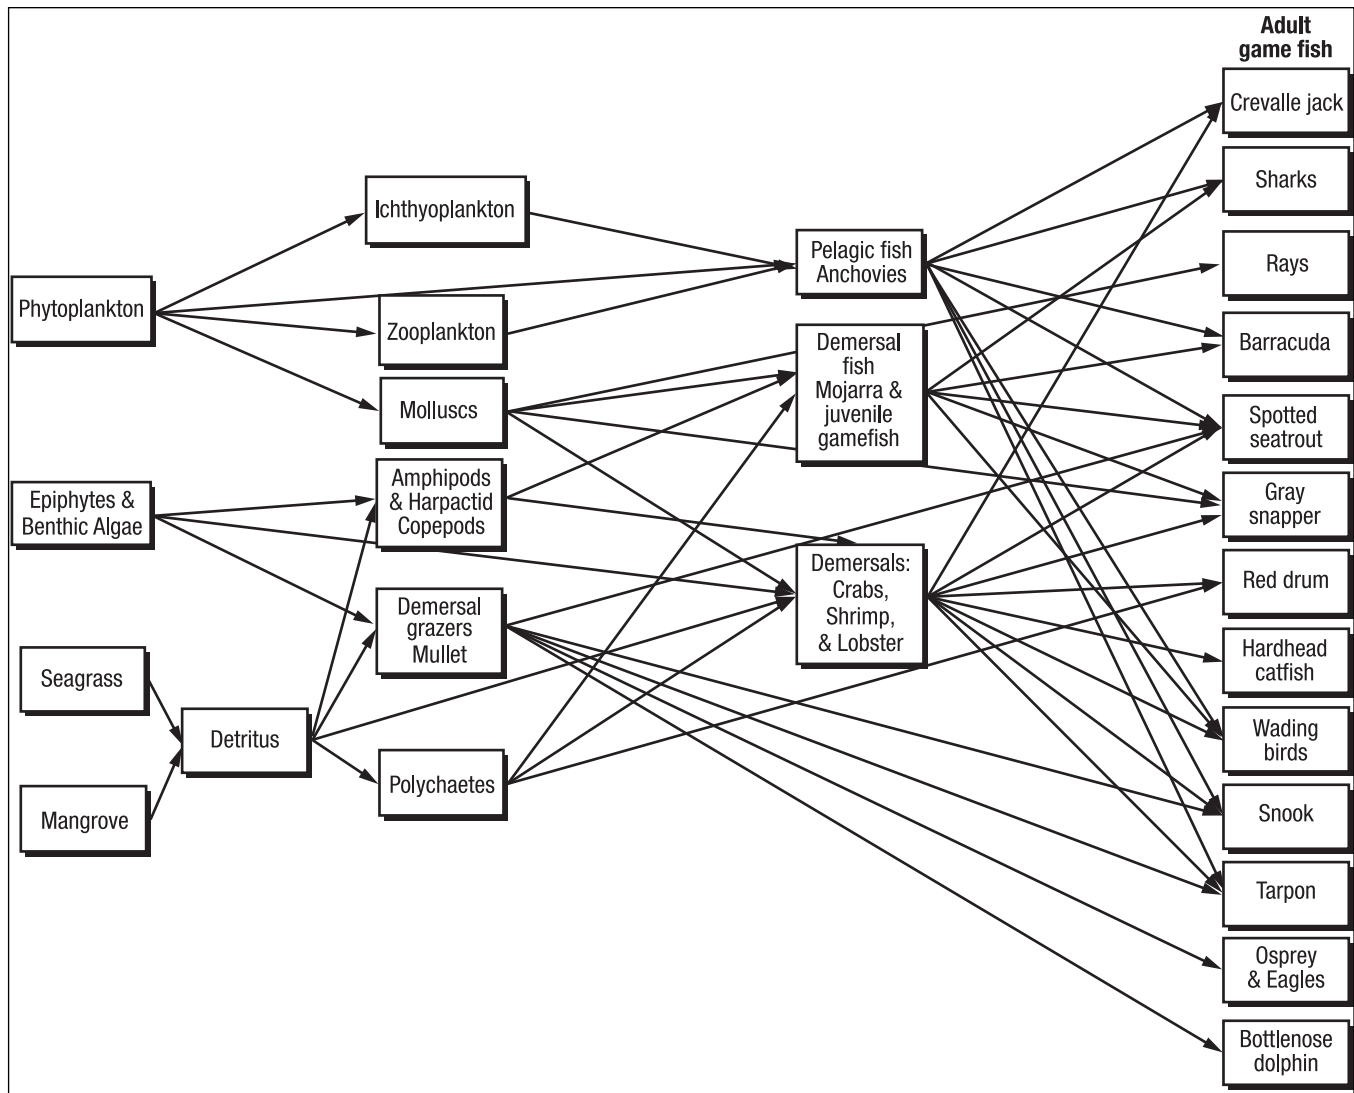 Adult
game fish
Crevalle jack
Sharks
Rays
Barracuda
Spotted
seatrout
Gray
snapper
Red drum
Hardhead
catfish
Wading
birds
Snook
Tarpon
Osprey
& Eagles
Bottlenose
dolphin
Pelagic fish
Anchovies
Demersal
fish
Mojarra &
juvenile
gamefish
Demersals:
Crabs,
Shrimp,
& Lobster
Ichthyoplankton
Zooplankton
Molluscs
Amphipods
& Harpactid
Copepods
Demersal
grazers
Mullet
Polychaetes
Phytoplankton
Epiphytes &
Benthic Algae
Seagrass
Detritus
Mangrove